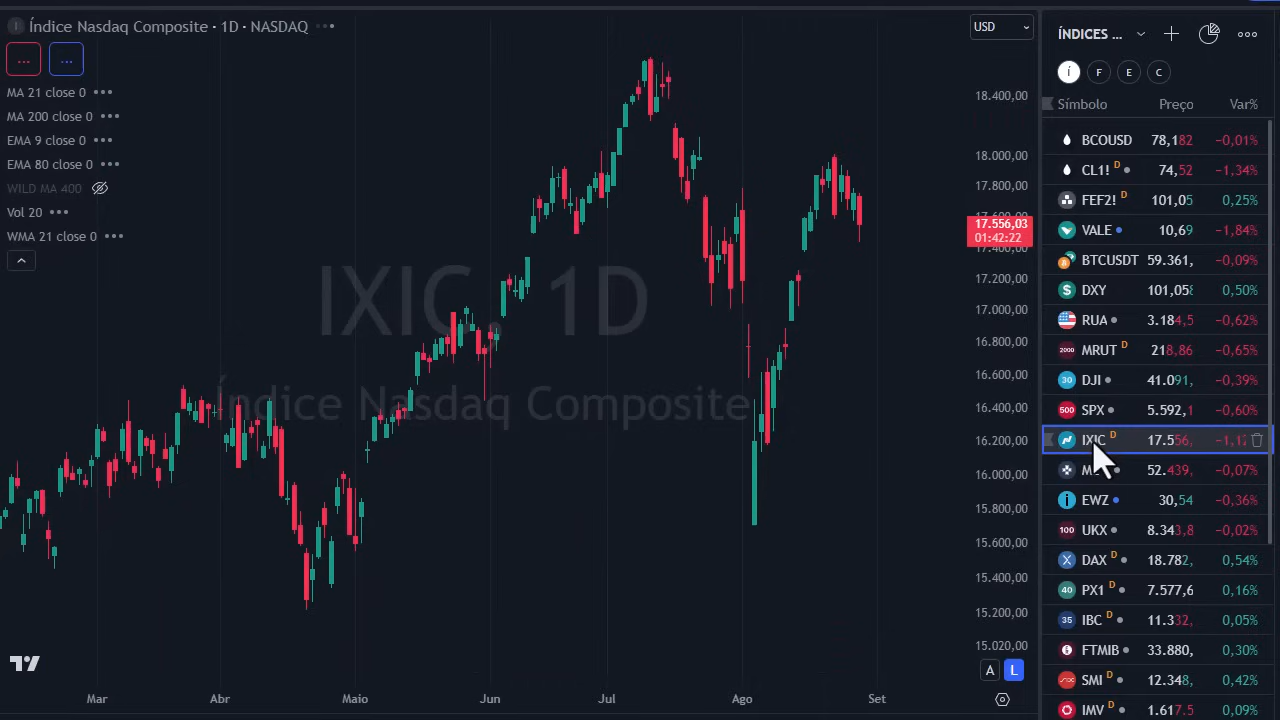 Índice Nasdaq Composite · 1D · NASDAQ
USD
ÍNDICES ...
Í F E C
MA 21 close 0
MA 200 close 0
EMA 9 close 0
EMA 80 close 0
WILD MA 400
Vol 20
WMA 21 close 0
IXIC, 1D
Índice Nasdaq Composite
18.400,00
18.000,00
17.800,00
17.600,00
17.556,03
01:42:22
17.400,00
17.200,00
17.000,00
16.800,00
16.600,00
16.400,00
16.200,00
16.000,00
15.800,00
15.600,00
15.400,00
15.200,00
15.020,00
A L
Mar Abr Maio Jun Jul Ago Set
Símbolo Preço Var%
BCOUSD 78,182 −0,01%
CL1! D 74,52 −1,34%
FEF2! D 101,05 0,25%
VALE 10,69 −1,84%
BTCUSDT 59.361, −0,09%
DXY 101,058 0,50%
RUA 3.184,5 −0,62%
2000 MRUT D 218,86 −0,65%
30 DJI 41.091, −0,39%
500 SPX 5.592,1 −0,60%
IXIC D 17.556, −1,12
52.439, −0,07%
EWZ 30,54 −0,36%
100 UKX 8.343,8 −0,02%
X DAX D 18.782, 0,54%
40 PX1 D 7.577,6 0,16%
35 IBC D 11.332, 0,05%
FTMIB 33.880, 0,30%
SMI D 12.348, 0,42%
IMV D 1.617,5 0,09%